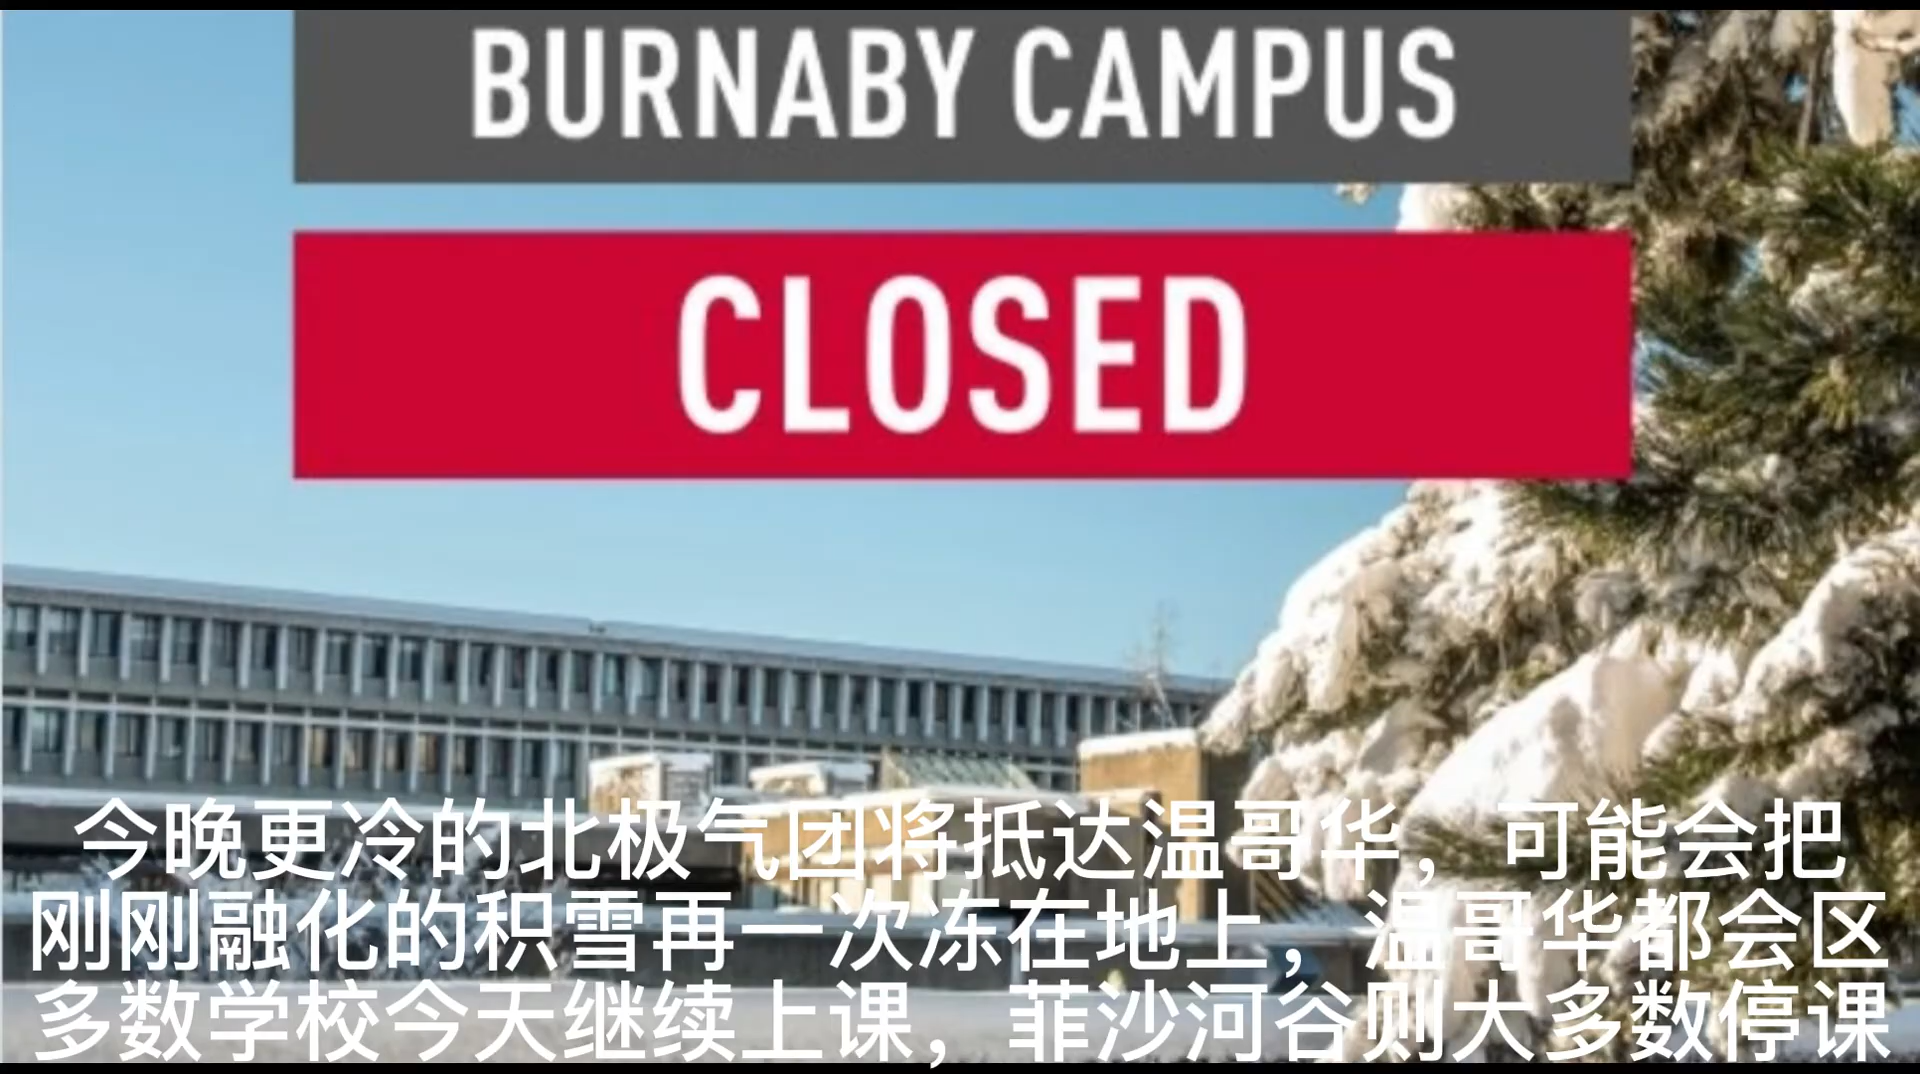 BURNABY CAMPUS
CLOSED
今晚更冷的北极气团将抵达温哥华，可能会把
刚刚融化的积雪再一次冻在地上，温哥华都会区
多数学校今天继续上课，菲沙河谷则大多数停课